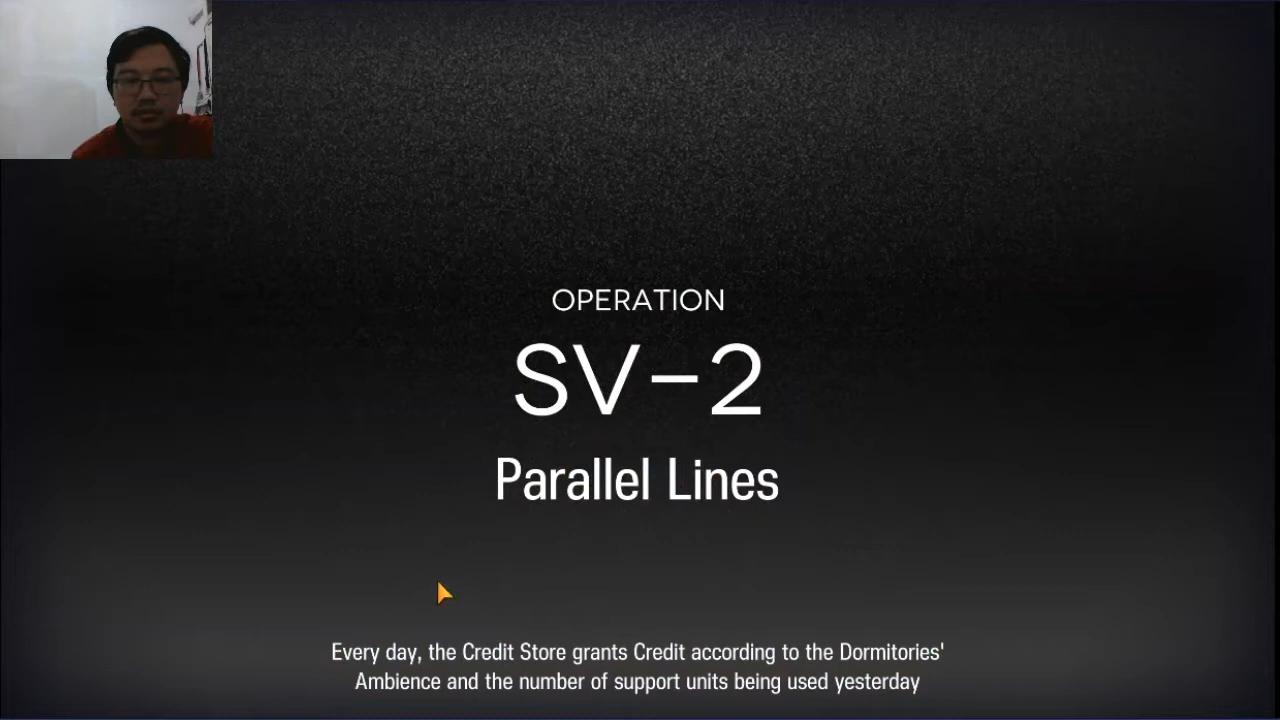 OPERATION
SV-2
Parallel Lines
Every day, the Credit Store grants Credit according to the Dormitories'
Ambience and the number of support units being used yesterday